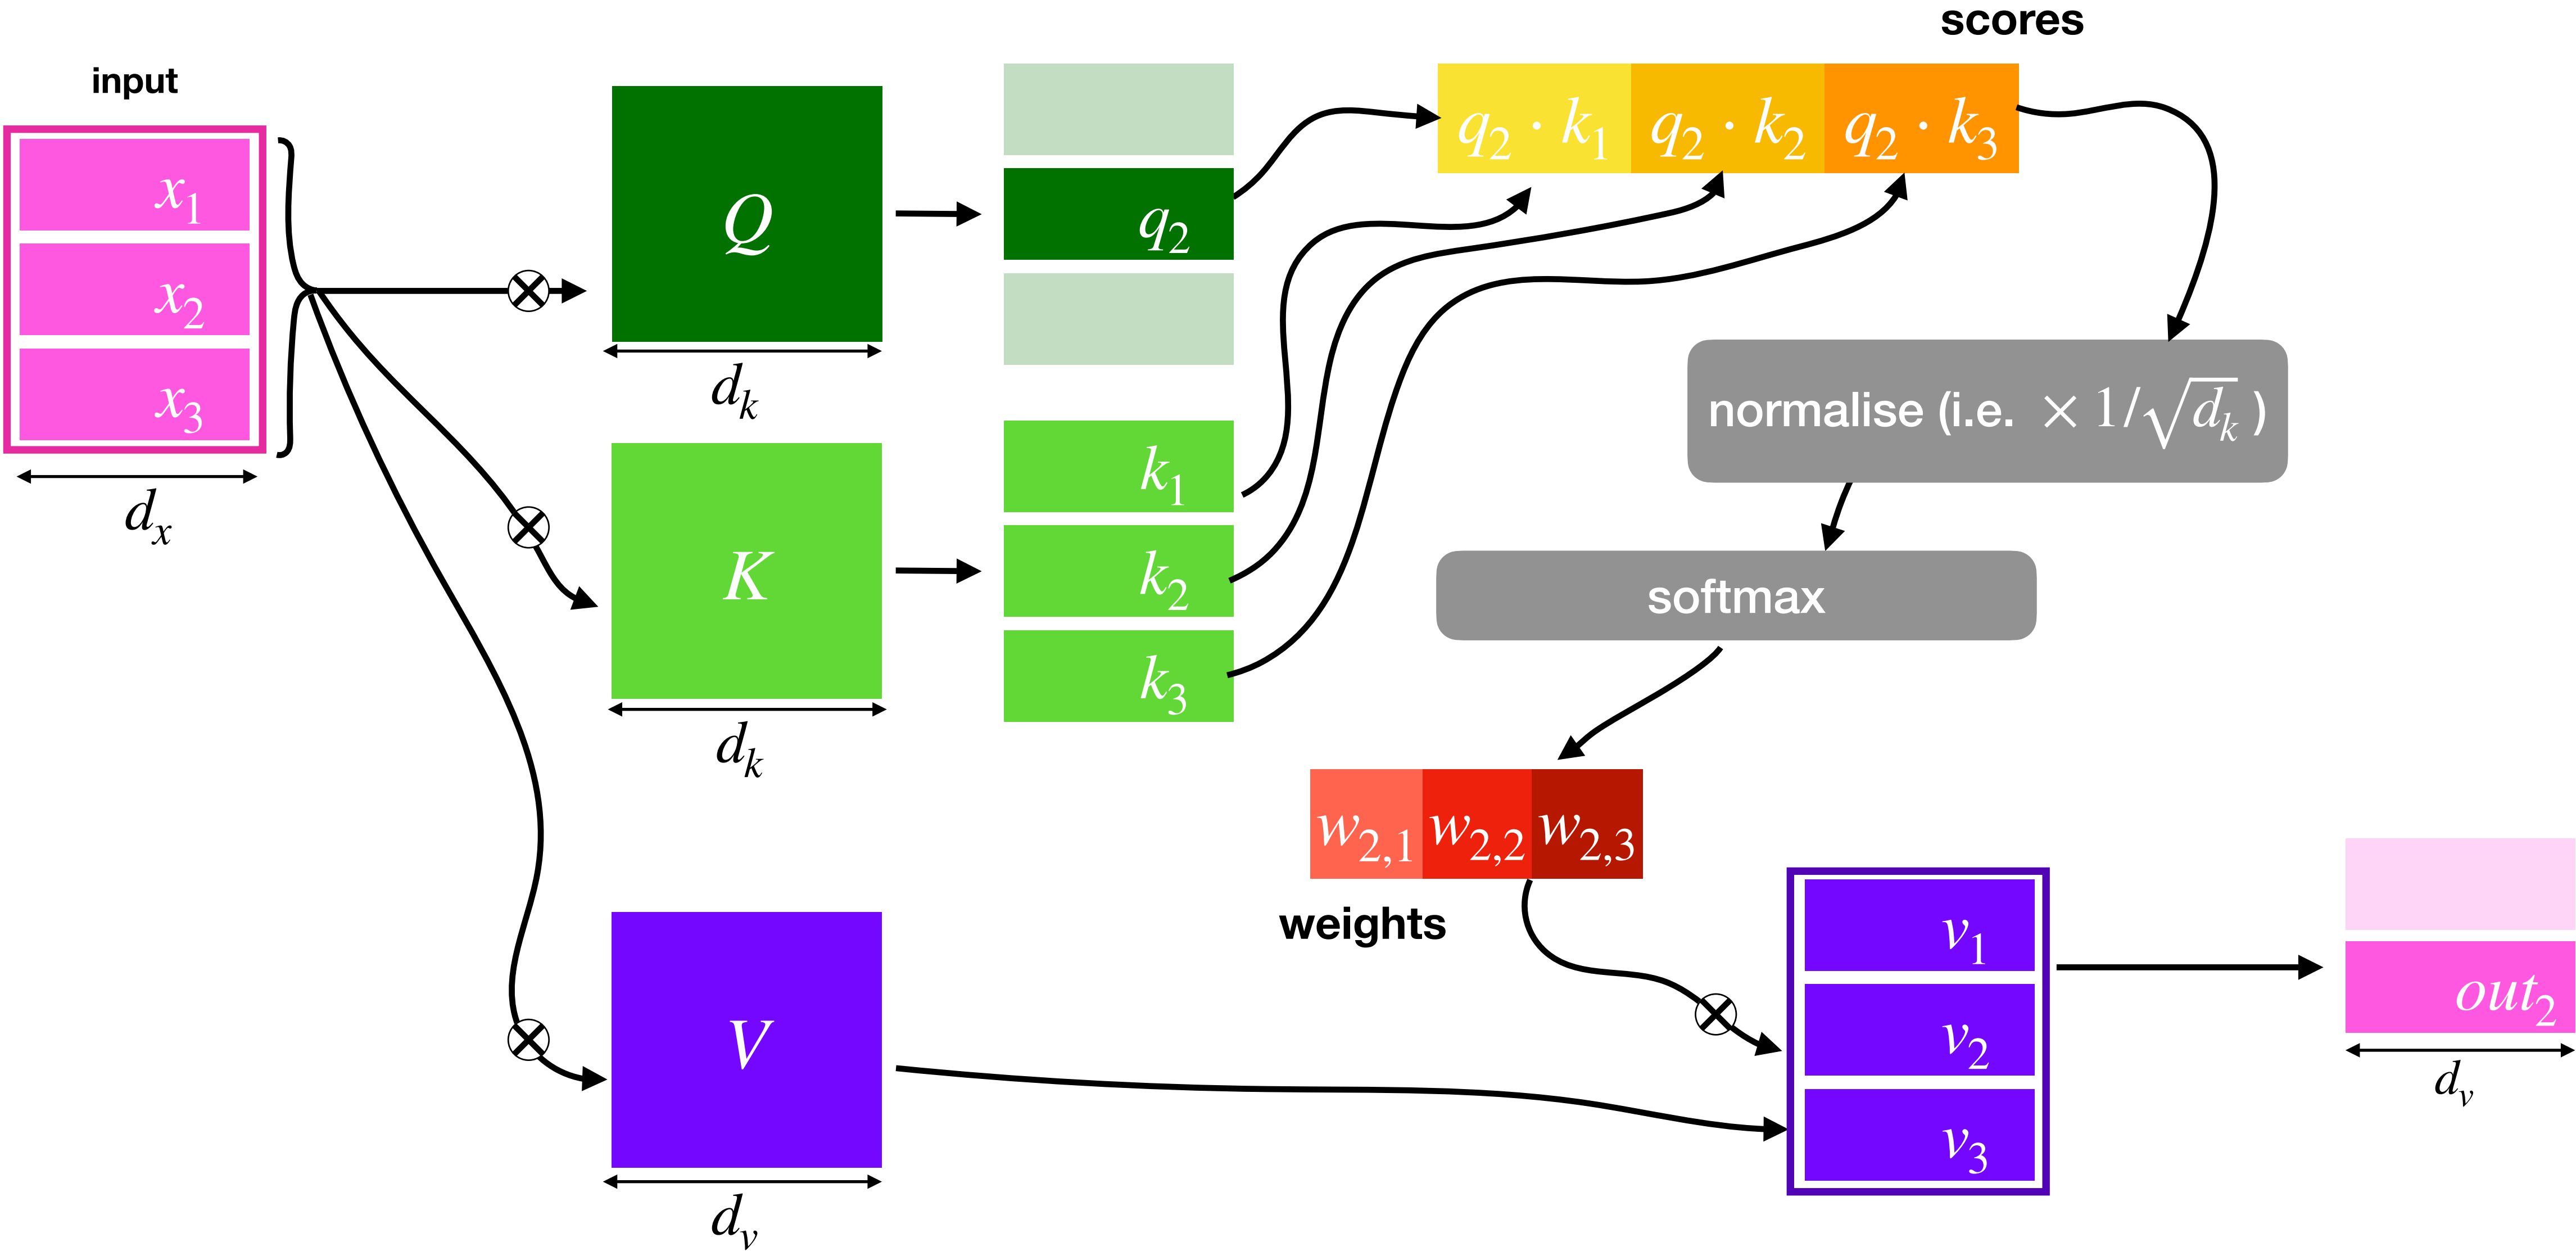 scores
input
x₁
x₂
x₃
dₓ
Q
dₖ
K
dₖ
V
dᵥ
q₂
k₁
k₂
k₃
q₂ · k₁ q₂ · k₂ q₂ · k₃
normalise (i.e. × 1/√dₖ )
softmax
w₂,₁ w₂,₂ w₂,₃
weights
v₁
v₂
v₃
out₂
dᵥ